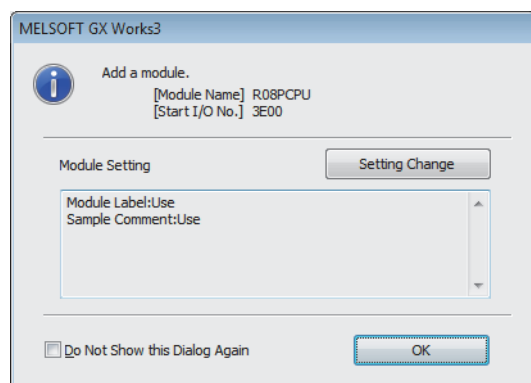 MELSOFT GX Works3
Add a module.
[Module Name] R08PCPU
[Start I/O No.] 3E00
Module Setting
Setting Change
Module Label:Use
Sample Comment:Use
Do Not Show this Dialog Again
OK